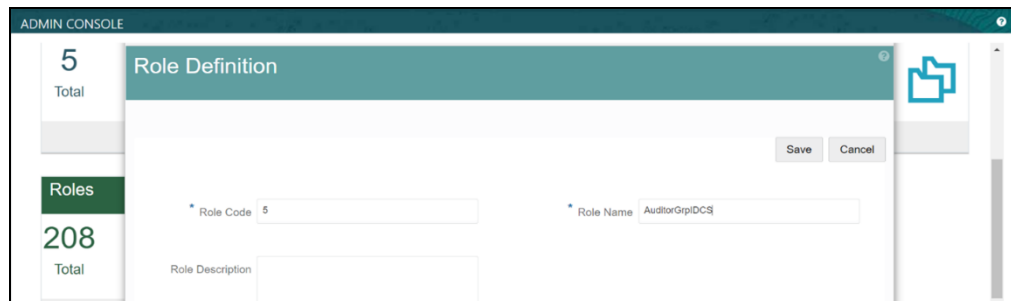 ADMIN CONSOLE
5
Total
Role Definition
Save Cancel
Roles
208
Total
* Role Code 5
* Role Name AuditorGrpIDCS
Role Description